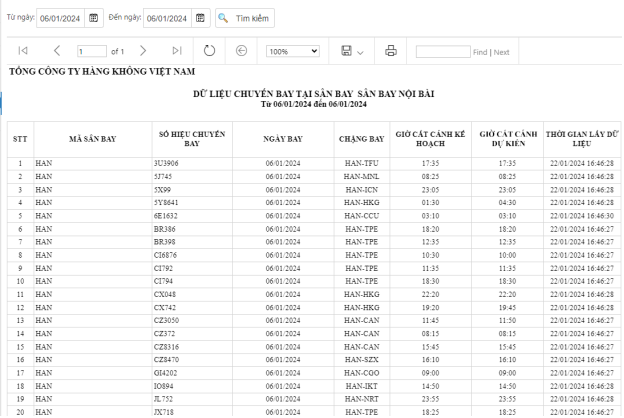 Từ ngày: 06/01/2024 Đến ngày: 06/01/2024 Tìm kiếm
1 of 1 100% Find | Next
TỔNG CÔNG TY HÀNG KHÔNG VIỆT NAM
DỮ LIỆU CHUYẾN BAY TẠI SÂN BAY SÂN BAY NỘI BÀI
Từ 06/01/2024 đến 06/01/2024
STT MÃ SÂN BAY SỐ HIỆU CHUYẾN BAY NGÀY BAY CHẶNG BAY GIỜ CẤT CÁNH KẾ HOẠCH GIỜ CẤT CÁNH DỰ KIẾN THỜI GIAN LẤY DỮ LIỆU
1 HAN 3U3906 06/01/2024 HAN-TFU 17:35 17:35 22/01/2024 16:46:28
2 HAN 5J745 06/01/2024 HAN-MNL 08:25 08:25 22/01/2024 16:46:28
3 HAN 5X99 06/01/2024 HAN-ICN 23:05 23:05 22/01/2024 16:46:28
4 HAN 5Y8641 06/01/2024 HAN-HKG 01:30 04:30 22/01/2024 16:46:28
5 HAN 6E1632 06/01/2024 HAN-CCU 03:10 03:10 22/01/2024 16:46:30
6 HAN BR386 06/01/2024 HAN-TPE 18:20 18:20 22/01/2024 16:46:27
7 HAN BR398 06/01/2024 HAN-TPE 12:35 12:35 22/01/2024 16:46:27
8 HAN CI6876 06/01/2024 HAN-TPE 10:30 10:00 22/01/2024 16:46:27
9 HAN CI792 06/01/2024 HAN-TPE 11:35 11:35 22/01/2024 16:46:27
10 HAN CI794 06/01/2024 HAN-TPE 18:30 18:30 22/01/2024 16:46:27
11 HAN CX048 06/01/2024 HAN-HKG 22:20 22:20 22/01/2024 16:46:28
12 HAN CX742 06/01/2024 HAN-HKG 19:20 19:45 22/01/2024 16:46:28
13 HAN CZ3050 06/01/2024 HAN-CAN 11:45 11:50 22/01/2024 16:46:27
14 HAN CZ372 06/01/2024 HAN-CAN 08:15 08:15 22/01/2024 16:46:27
15 HAN CZ8316 06/01/2024 HAN-CAN 15:45 15:45 22/01/2024 16:46:27
16 HAN CZ8470 06/01/2024 HAN-SZX 16:10 16:10 22/01/2024 16:46:27
17 HAN GI4202 06/01/2024 HAN-CGO 09:00 09:00 22/01/2024 16:46:27
18 HAN IO894 06/01/2024 HAN-IKT 14:50 14:50 22/01/2024 16:46:28
19 HAN JL752 06/01/2024 HAN-NRT 23:55 23:55 22/01/2024 16:46:28
20 HAN JX718 06/01/2024 HAN-TPE 18:25 18:25 22/01/2024 16:46:27